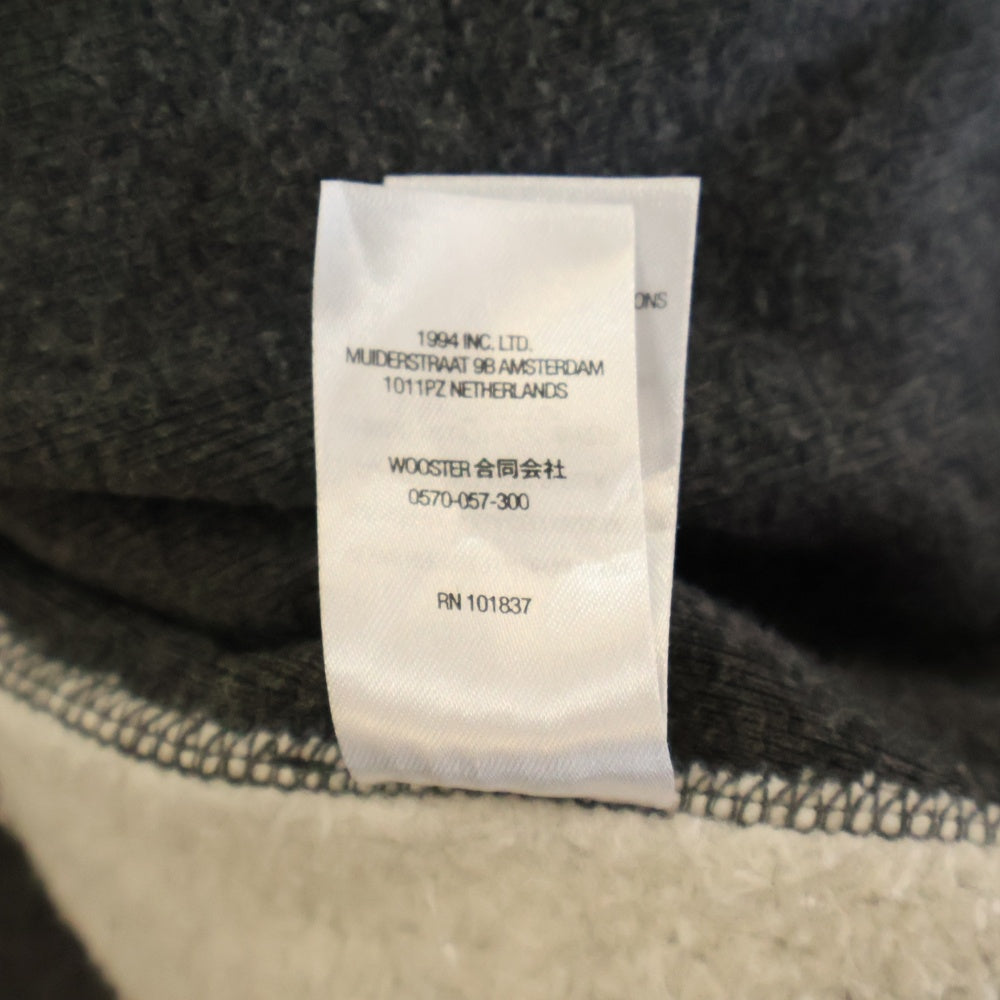 1994 INC. LTD.
MUIDERSTRAAT 9B AMSTERDAM
1011PZ NETHERLANDS
WOOSTER 合同会社
0570-057-300
RN 101837